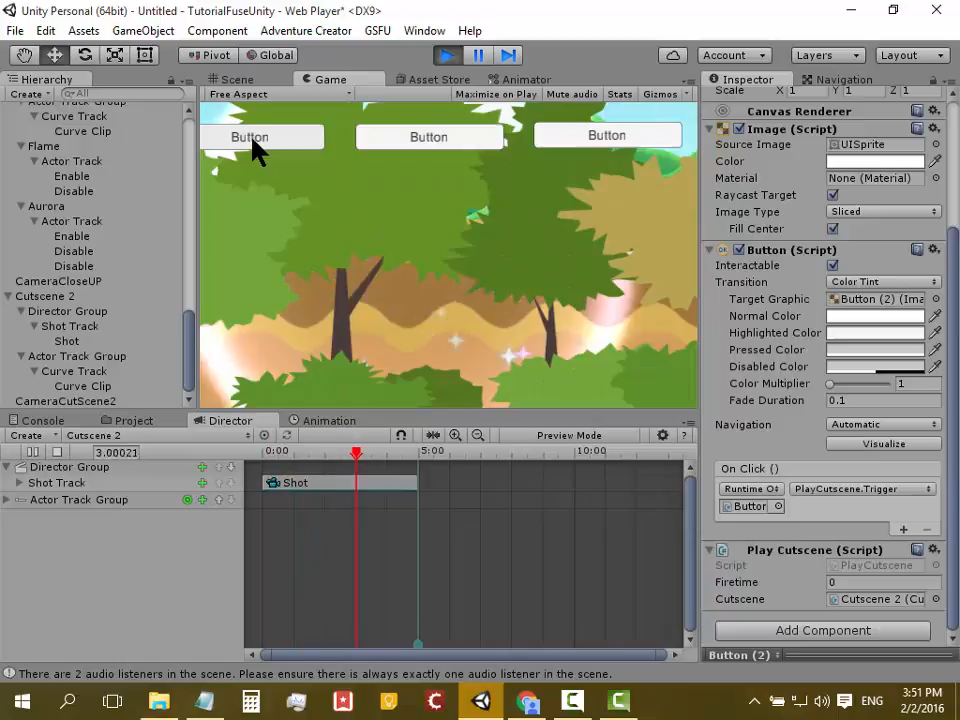 Unity Personal (64bit) - Untitled - TutorialFuseUnity - Web Player* <DX9>
File Edit Assets GameObject Component Adventure Creator GSFU Window Help
Pivot Global Account Layers Layout
Hierarchy Scene Game Asset Store Animator Inspector Navigation
Create All Free Aspect Maximize on Play Mute audio Stats Gizmos Scale X 1 Y 1 Z 1
Actor Track Group
Curve Track
Curve Clip
Flame
Actor Track
Enable
Disable
Aurora
Actor Track
Enable
Disable
Disable
CameraCloseUP
Cutscene 2
Director Group
Shot Track
Shot
Actor Track Group
Curve Track
Curve Clip
CameraCutScene2
Button Button Button
Canvas Renderer
Image (Script)
Source Image UISprite
Color
Material None (Material)
Raycast Target
Image Type Sliced
Fill Center
Button (Script)
Interactable
Transition Color Tint
Target Graphic Button (2) (Ima
Normal Color
Highlighted Color
Pressed Color
Disabled Color
Color Multiplier 1
Fade Duration 0.1
Navigation Automatic
Visualize
On Click ()
Runtime O PlayCutscene.Trigger
Buttor
Play Cutscene (Script)
Script PlayCutscene
Firetime 0
Cutscene Cutscene 2 (Cu
Add Component
Button (2)
Console Project Director Animation
Create Cutscene 2 Preview Mode ?
3.00021 0:00 5:00 10:00
Director Group
Shot Track Shot
Actor Track Group
There are 2 audio listeners in the scene. Please ensure there is always exactly one audio listener in the scene.
ENG
3:51 PM
2/2/2016